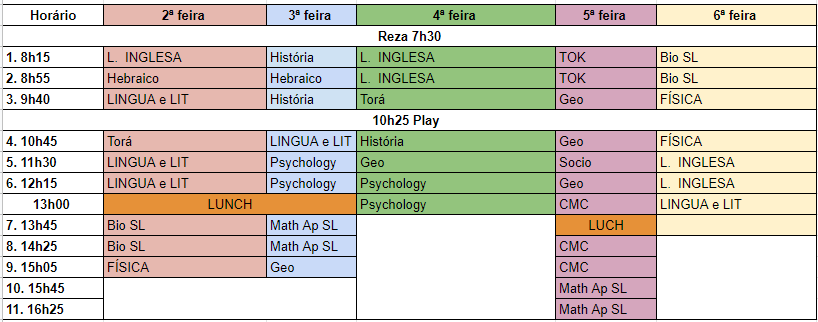 Horário 2ª feira 3ª feira 4ª feira 5ª feira 6ª feira
Reza 7h30
1. 8h15 L. INGLESA História L. INGLESA TOK Bio SL
2. 8h55 Hebraico Hebraico L. INGLESA TOK Bio SL
3. 9h40 LINGUA e LIT História Torá Geo FÍSICA
10h25 Play
4. 10h45 Torá LINGUA e LIT História Geo FÍSICA
5. 11h30 LINGUA e LIT Psychology Geo Socio L. INGLESA
6. 12h15 LINGUA e LIT Psychology Psychology Geo L. INGLESA
13h00 LUNCH Psychology CMC LINGUA e LIT
7. 13h45 Bio SL Math Ap SL LUCH
8. 14h25 Bio SL Math Ap SL CMC
9. 15h05 FÍSICA Geo CMC
10. 15h45 Math Ap SL
11. 16h25 Math Ap SL